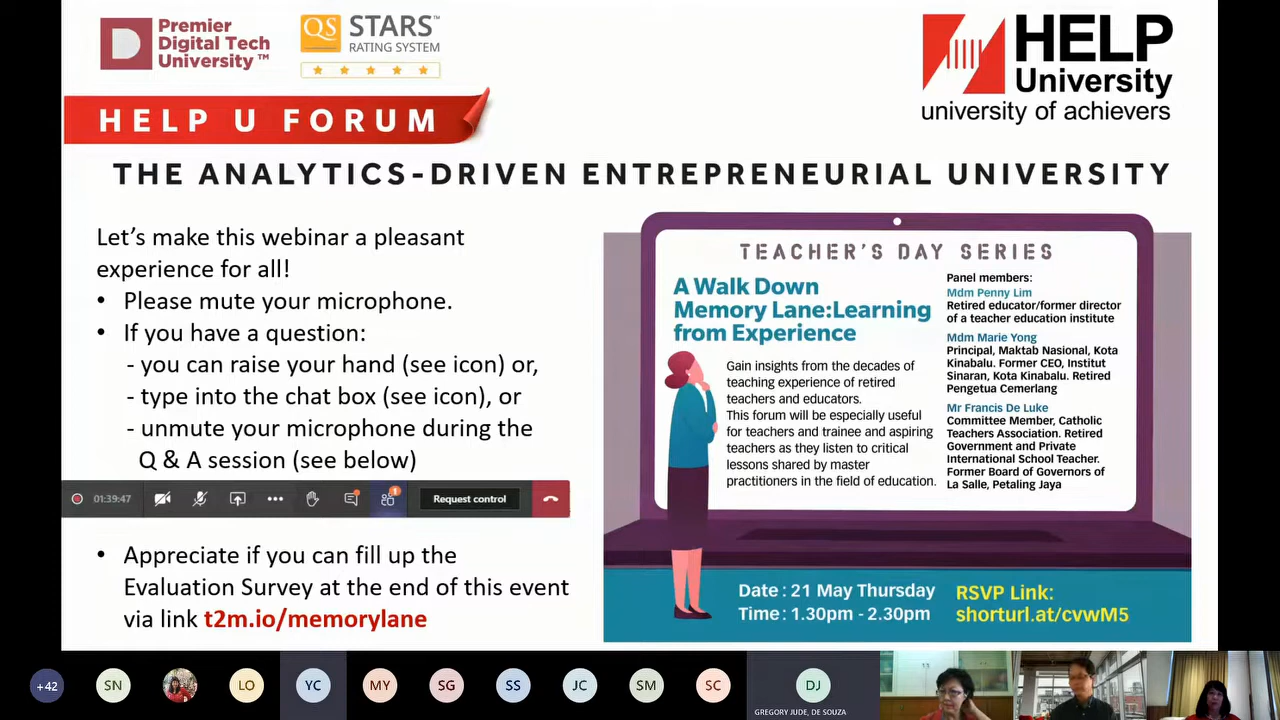 Premier
Digital Tech
University™
QS STARS™
RATING SYSTEM
HELP
University
university of achievers
HELP U FORUM
THE ANALYTICS-DRIVEN ENTREPRENEURIAL UNIVERSITY
Let's make this webinar a pleasant
experience for all!
• Please mute your microphone.
• If you have a question:
- you can raise your hand (see icon) or,
- type into the chat box (see icon), or
- unmute your microphone during the
Q & A session (see below)
01:39:47
1
Request control
• Appreciate if you can fill up the
Evaluation Survey at the end of this event
via link t2m.io/memorylane
TEACHER'S DAY SERIES
A Walk Down
Memory Lane:Learning
from Experience
Gain insights from the decades of
teaching experience of retired
teachers and educators.
This forum will be especially useful
for teachers and trainee and aspiring
teachers as they listen to critical
lessons shared by master
practitioners in the field of education.
Panel members:
Mdm Penny Lim
Retired educator/former director
of a teacher education institute
Mdm Marie Yong
Principal, Maktab Nasional, Kota
Kinabalu. Former CEO, Institut
Sinaran, Kota Kinabalu. Retired
Pengetua Cemerlang
Mr Francis De Luke
Committee Member, Catholic
Teachers Association. Retired
Government and Private
International School Teacher.
Former Board of Governors of
La Salle, Petaling Jaya
Date : 21 May Thursday
Time : 1.30pm - 2.30pm
RSVP Link:
shorturl.at/cvwM5
+42
SN
LO
YC
MY
SG
SS
JC
SM
SC
DJ
GREGORY JUDE, DE SOUZA